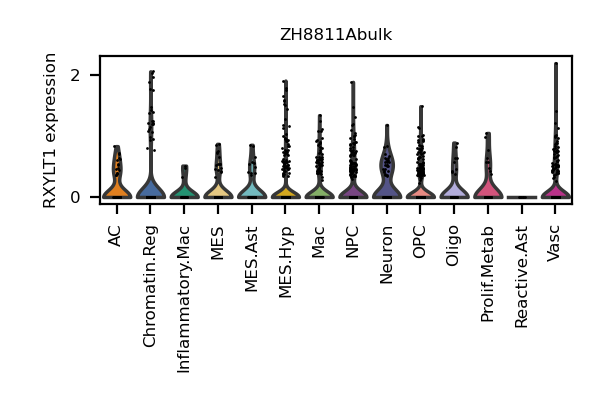 ZH8811Abulk
RXYLT1 expression
2
0
AC
Chromatin.Reg
Inflammatory.Mac
MES
MES.Ast
MES.Hyp
Mac
NPC
Neuron
OPC
Oligo
Prolif.Metab
Reactive.Ast
Vasc